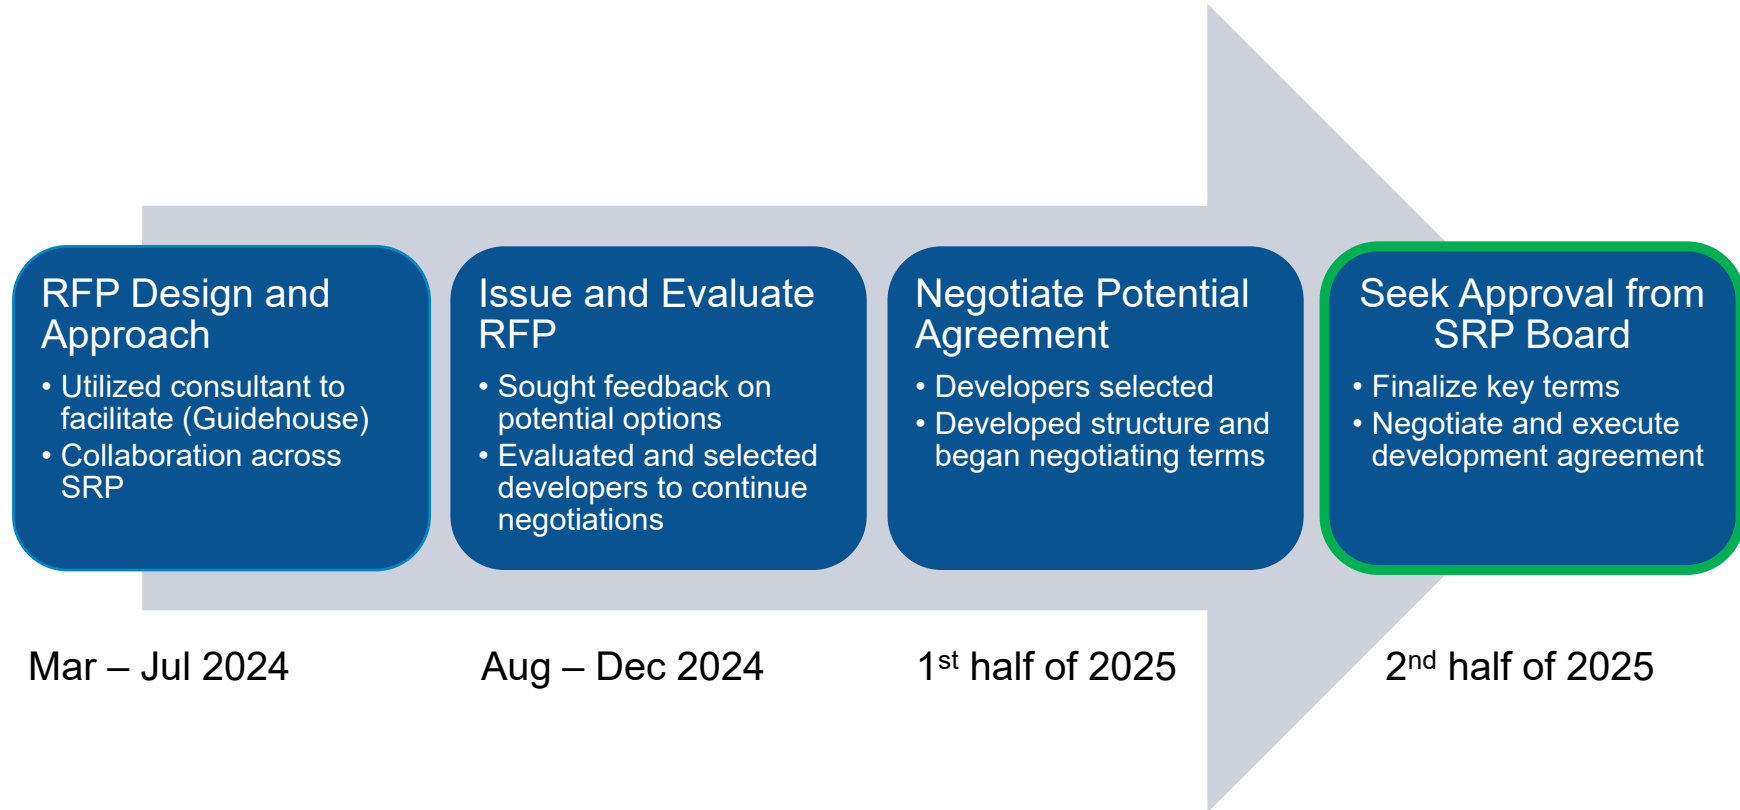 RFP Design and
Approach
• Utilized consultant to
facilitate (Guidehouse)
• Collaboration across
SRP
Issue and Evaluate
RFP
• Sought feedback on
potential options
• Evaluated and selected
developers to continue
negotiations
Negotiate Potential
Agreement
• Developers selected
• Developed structure and
began negotiating terms
Seek Approval from
SRP Board
• Finalize key terms
• Negotiate and execute
development agreement
Mar – Jul 2024
Aug – Dec 2024
1st half of 2025
2nd half of 2025